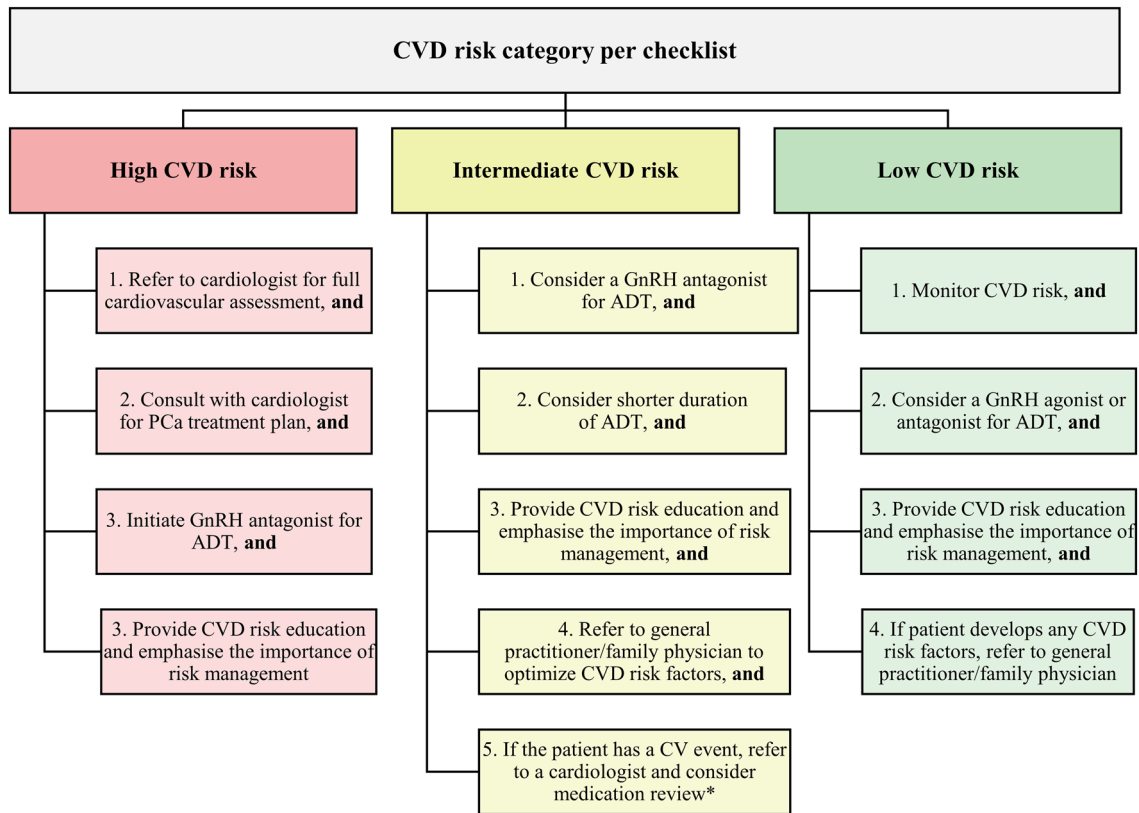 CVD risk category per checklist
High CVD risk
1. Refer to cardiologist for full
cardiovascular assessment, and
2. Consult with cardiologist
for PCa treatment plan, and
3. Initiate GnRH antagonist for
ADT, and
3. Provide CVD risk education
and emphasise the importance of
risk management
Intermediate CVD risk
1. Consider a GnRH antagonist
for ADT, and
2. Consider shorter duration
of ADT, and
3. Provide CVD risk education and
emphasise the importance of risk
management, and
4. Refer to general
practitioner/family physician to
optimize CVD risk factors, and
5. If the patient has a CV event, refer
to a cardiologist and consider
medication review*
Low CVD risk
1. Monitor CVD risk, and
2. Consider a GnRH agonist or
antagonist for ADT, and
3. Provide CVD risk education
and emphasise the importance of
risk management, and
4. If patient develops any CVD
risk factors, refer to general
practitioner/family physician